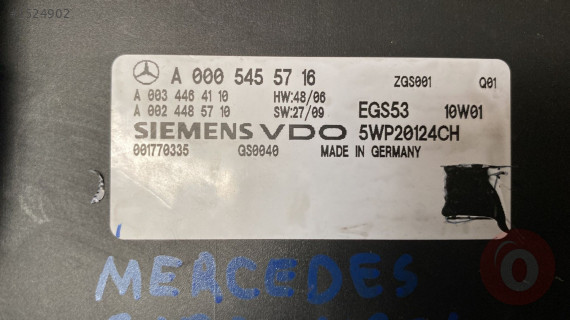 524902
A 000 545 57 16
ZGS001 Q01
A 003 446 41 10 HW:48/06
A 002 448 57 10 SW:27/09 EGS53 10W01
SIEMENS VDO 5WP20124CH
001770335 GS0040 MADE IN GERMANY
MERCEDES